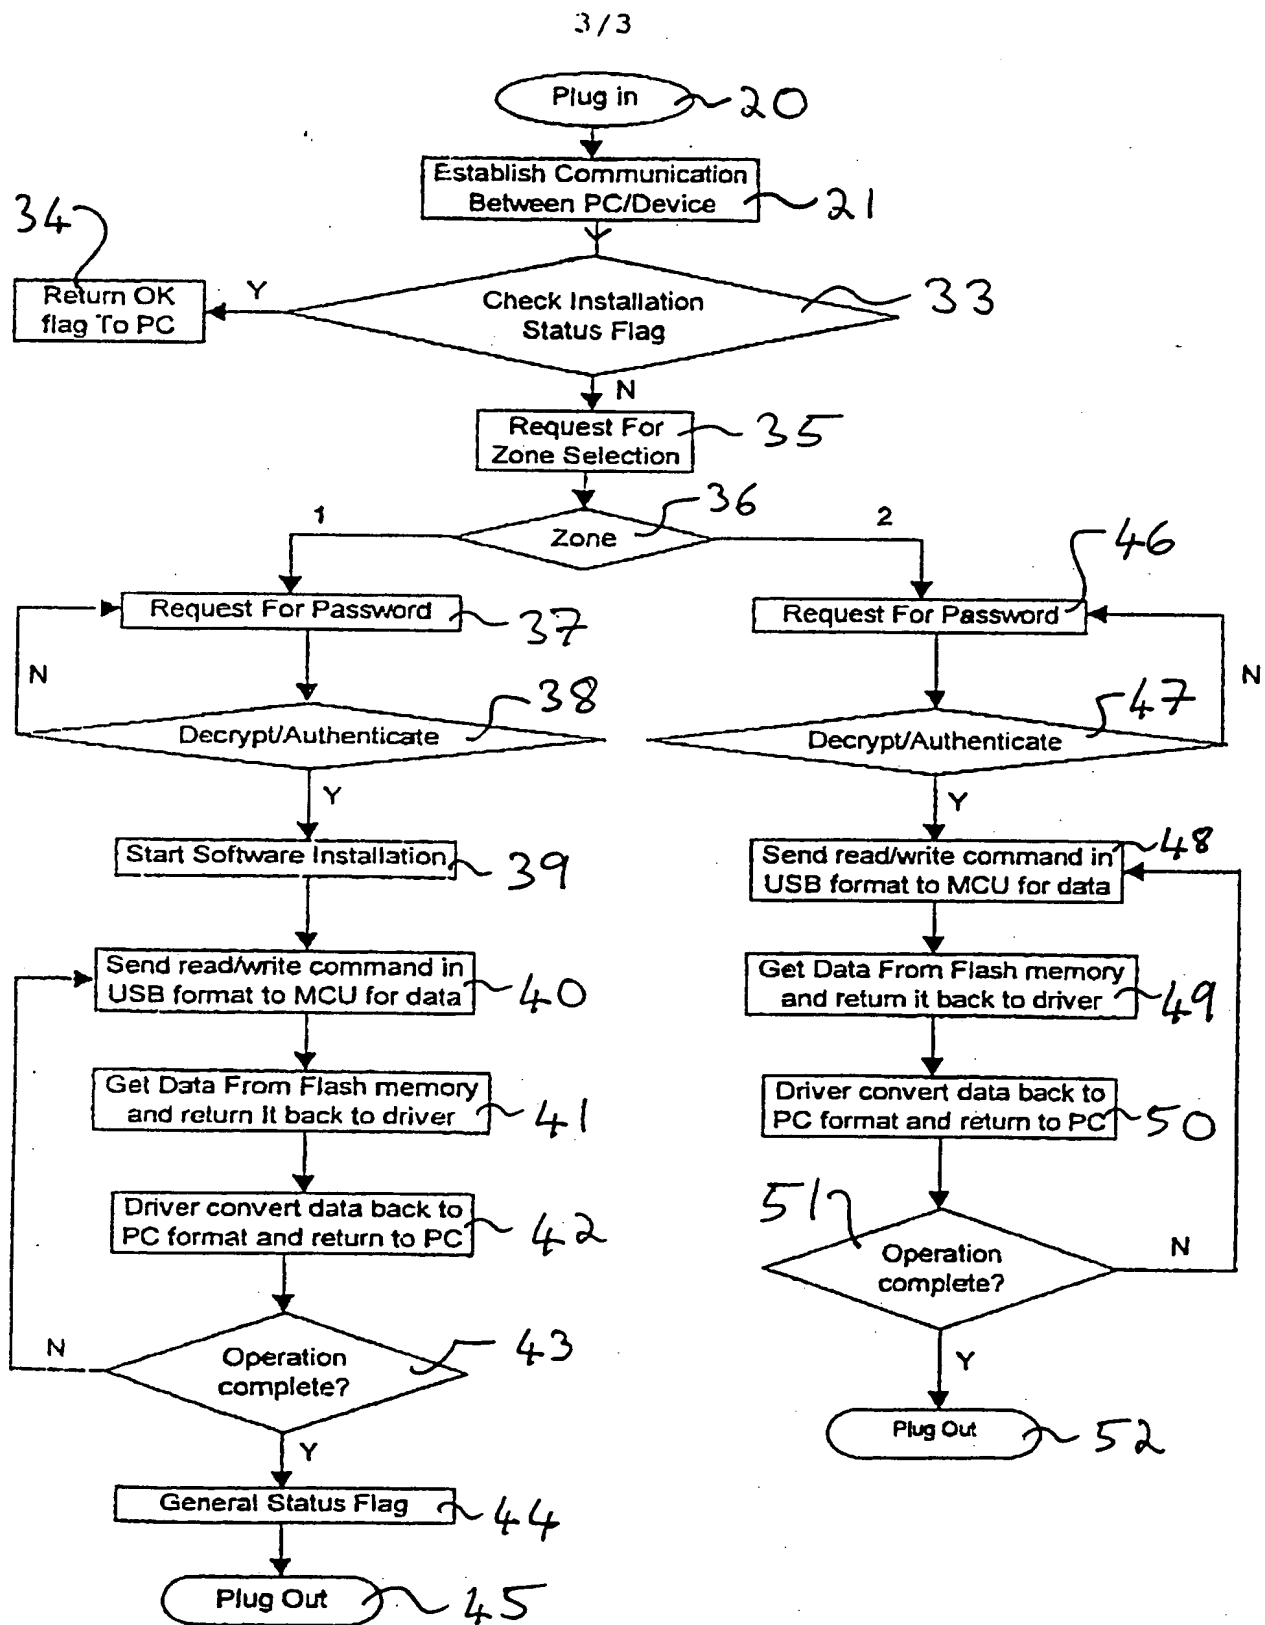 3/3
Plug in
20
Establish Communication
Between PC/Device
21
34
Return OK
flag To PC
Y
Check Installation
Status Flag
33
N
Request For
Zone Selection
35
1
Zone
36
2
Request For Password
37
Request For Password
46
N
N
Decrypt/Authenticate
38
Decrypt/Authenticate
47
Y
Y
Start Software Installation
39
Send read/write command in
USB format to MCU for data
48
Send read/write command in
USB format to MCU for data
40
Get Data From Flash memory
and return it back to driver
49
Get Data From Flash memory
and return It back to driver
41
Driver convert data back to
PC format and return to PC
50
Driver convert data back to
PC format and return to PC
42
51
Operation
complete?
N
N
Operation
complete?
43
Y
Plug Out
52
Y
General Status Flag
44
Plug Out
45